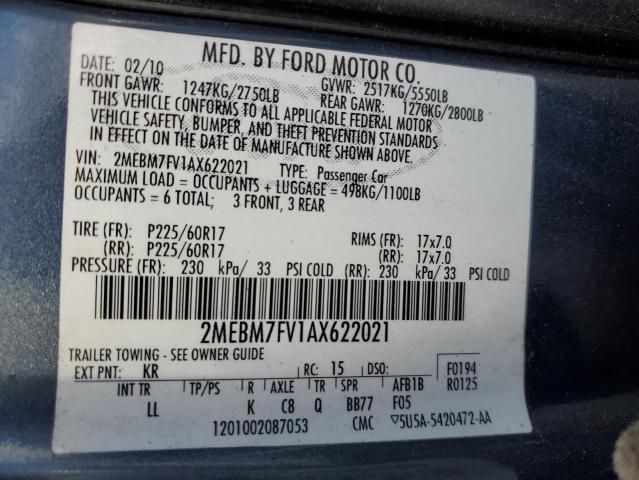 MFD. BY FORD MOTOR CO.
DATE: 02/10 GVWR: 2517KG/5550LB
FRONT GAWR: 1247KG/2750LB REAR GAWR: 1270KG/2800LB
THIS VEHICLE CONFORMS TO ALL APPLICABLE FEDERAL MOTOR
VEHICLE SAFETY, BUMPER, AND THEFT PREVENTION STANDARDS
IN EFFECT ON THE DATE OF MANUFACTURE SHOWN ABOVE.
VIN: 2MEBM7FV1AX622021 TYPE: Passenger Car
MAXIMUM LOAD = OCCUPANTS + LUGGAGE = 498KG/1100LB
OCCUPANTS = 6 TOTAL; 3 FRONT, 3 REAR
TIRE (FR): P225/60R17 RIMS (FR): 17x7.0
(RR): P225/60R17 (RR): 17x7.0
PRESSURE (FR): 230 kPa/ 33 PSI COLD (RR): 230 kPa/ 33 PSI COLD
2MEBM7FV1AX622021
TRAILER TOWING - SEE OWNER GUIDE
EXT PNT: KR RC: 15 DSO: F0194
INT TR TP/PS R AXLE TR SPR AFB1B R0125
LL K C8 Q BB77 F05
1201002087053 CMC ▽5U5A-5420472-AA